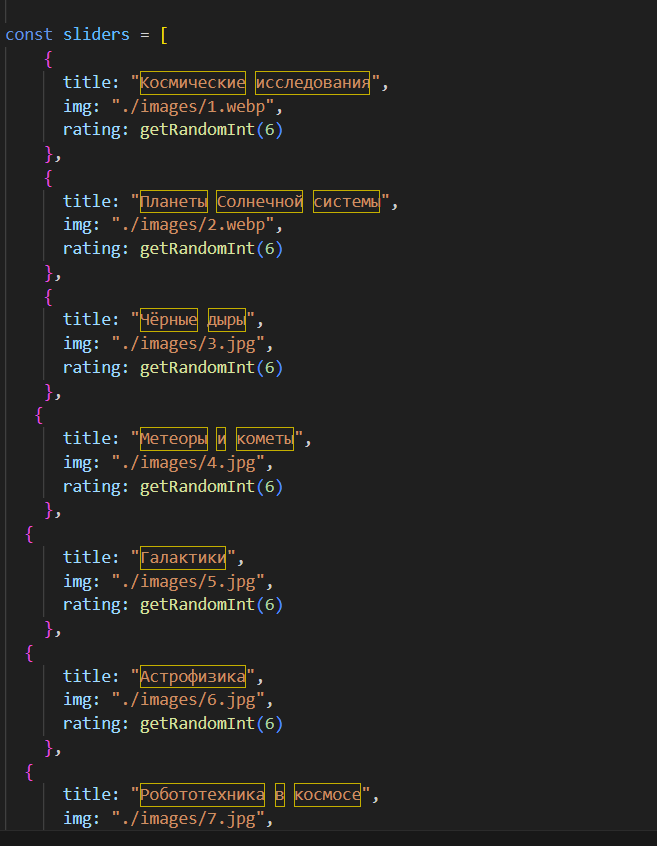 const sliders = [
{
title: "Космические исследования",
img: "./images/1.webp",
rating: getRandomInt(6)
},
{
title: "Планеты Солнечной системы",
img: "./images/2.webp",
rating: getRandomInt(6)
},
{
title: "Чёрные дыры",
img: "./images/3.jpg",
rating: getRandomInt(6)
},
{
title: "Метеоры и кометы",
img: "./images/4.jpg",
rating: getRandomInt(6)
},
{
title: "Галактики",
img: "./images/5.jpg",
rating: getRandomInt(6)
},
{
title: "Астрофизика",
img: "./images/6.jpg",
rating: getRandomInt(6)
},
{
title: "Робототехника в космосе",
img: "./images/7.jpg",